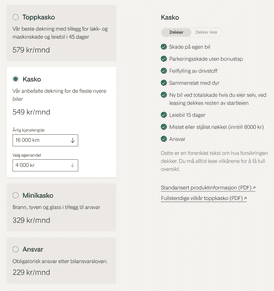 Toppkasko
Vår beste dekning med tillegg for lakk- og
maskinskade og leiebil i 45 dager
579 kr/mnd
Kasko
Vår anbefalte dekning for de fleste nyere
biler
549 kr/mnd
Årlig kjørelengde
16 000 km
Velg egenandel
4 000 kr
Minikasko
Brann, tyveri og glass i tillegg til ansvar
329 kr/mnd
Ansvar
Obligatorisk ansvar etter bilansvarsloven.
229 kr/mnd
Kasko
Dekker
Dekker ikke
Skade på egen bil
Parkeringsskade uten bonustap
Feilfylling av drivstoff
Sammenstøt med dyr
Ny bil ved totalskade hvis du eier selv, ved
leasing dekkes resten av startleien
Leiebil 15 dager
Mistet eller stjålet nøkkel (inntill 8000 kr)
Ansvar
Dette er en forenklet tekst om hva forsikringen
dekker. Du må alltid lese vilkårene for å få full
oversikt.
Standarisert produktinformasjon (PDF)
Fullstendige vilkår toppkasko (PDF)